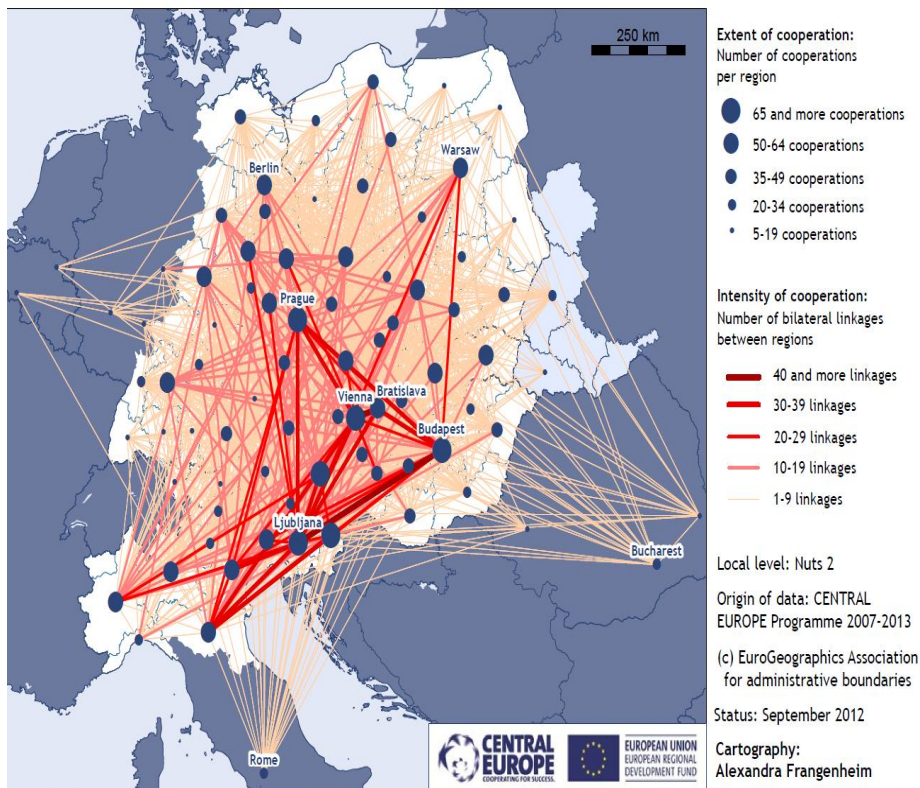 250 km
Warsaw
Berlin
Prague
Vienna
Bratislava
Budapest
Ljubljana
Bucharest
Rome
CENTRAL
EUROPE
COOPERATING FOR SUCCESS.
EUROPEAN UNION
EUROPEAN REGIONAL
DEVELOPMENT FUND
Extent of cooperation:
Number of cooperations
per region
65 and more cooperations
50-64 cooperations
35-49 cooperations
20-34 cooperations
5-19 cooperations
Intensity of cooperation:
Number of bilateral linkages
between regions
40 and more linkages
30-39 linkages
20-29 linkages
10-19 linkages
1-9 linkages
Local level: Nuts 2
Origin of data: CENTRAL
EUROPE Programme 2007-2013
(c) EuroGeographics Association
for administrative boundaries
Status: September 2012
Cartography:
Alexandra Frangenheim